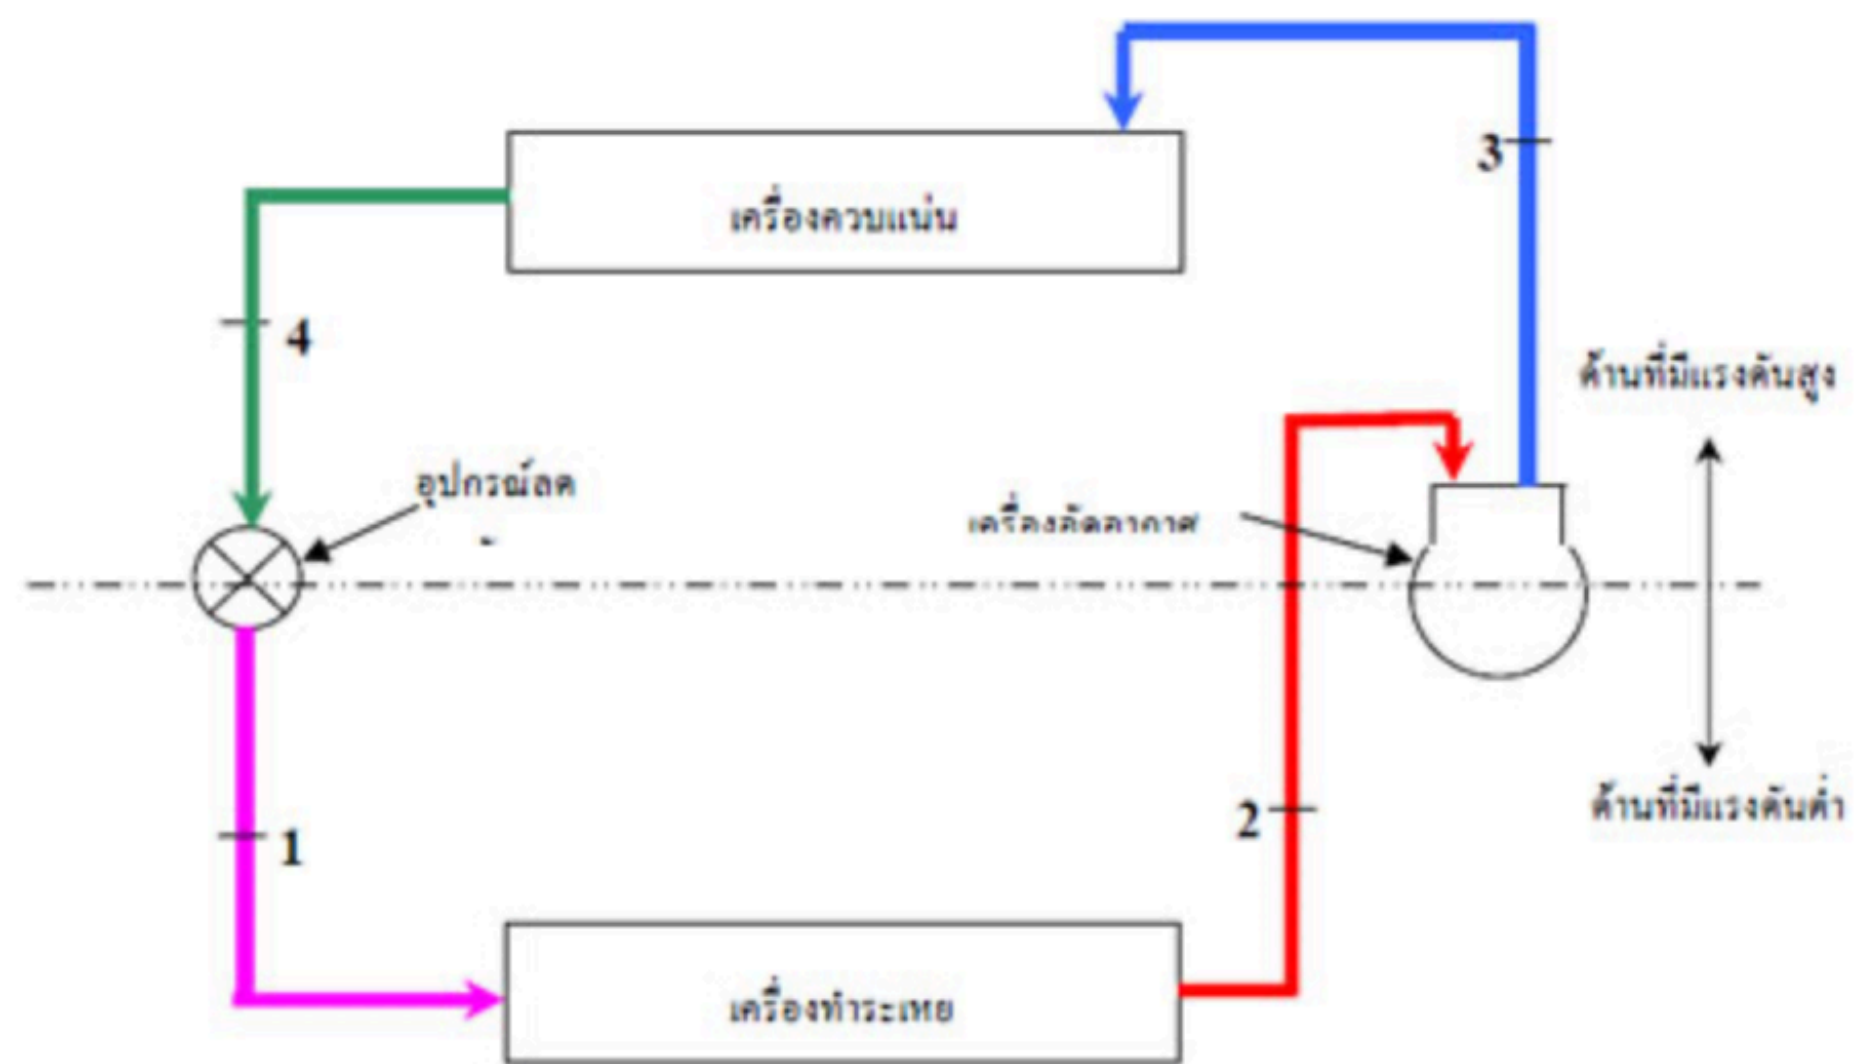 3
เครื่องควบแน่น
4
ด้านที่มีแรงดันสูง
อุปกรณ์ลด
เครื่องอัดอากาศ
2
ด้านที่มีแรงดันต่ำ
1
เครื่องทำระเหย